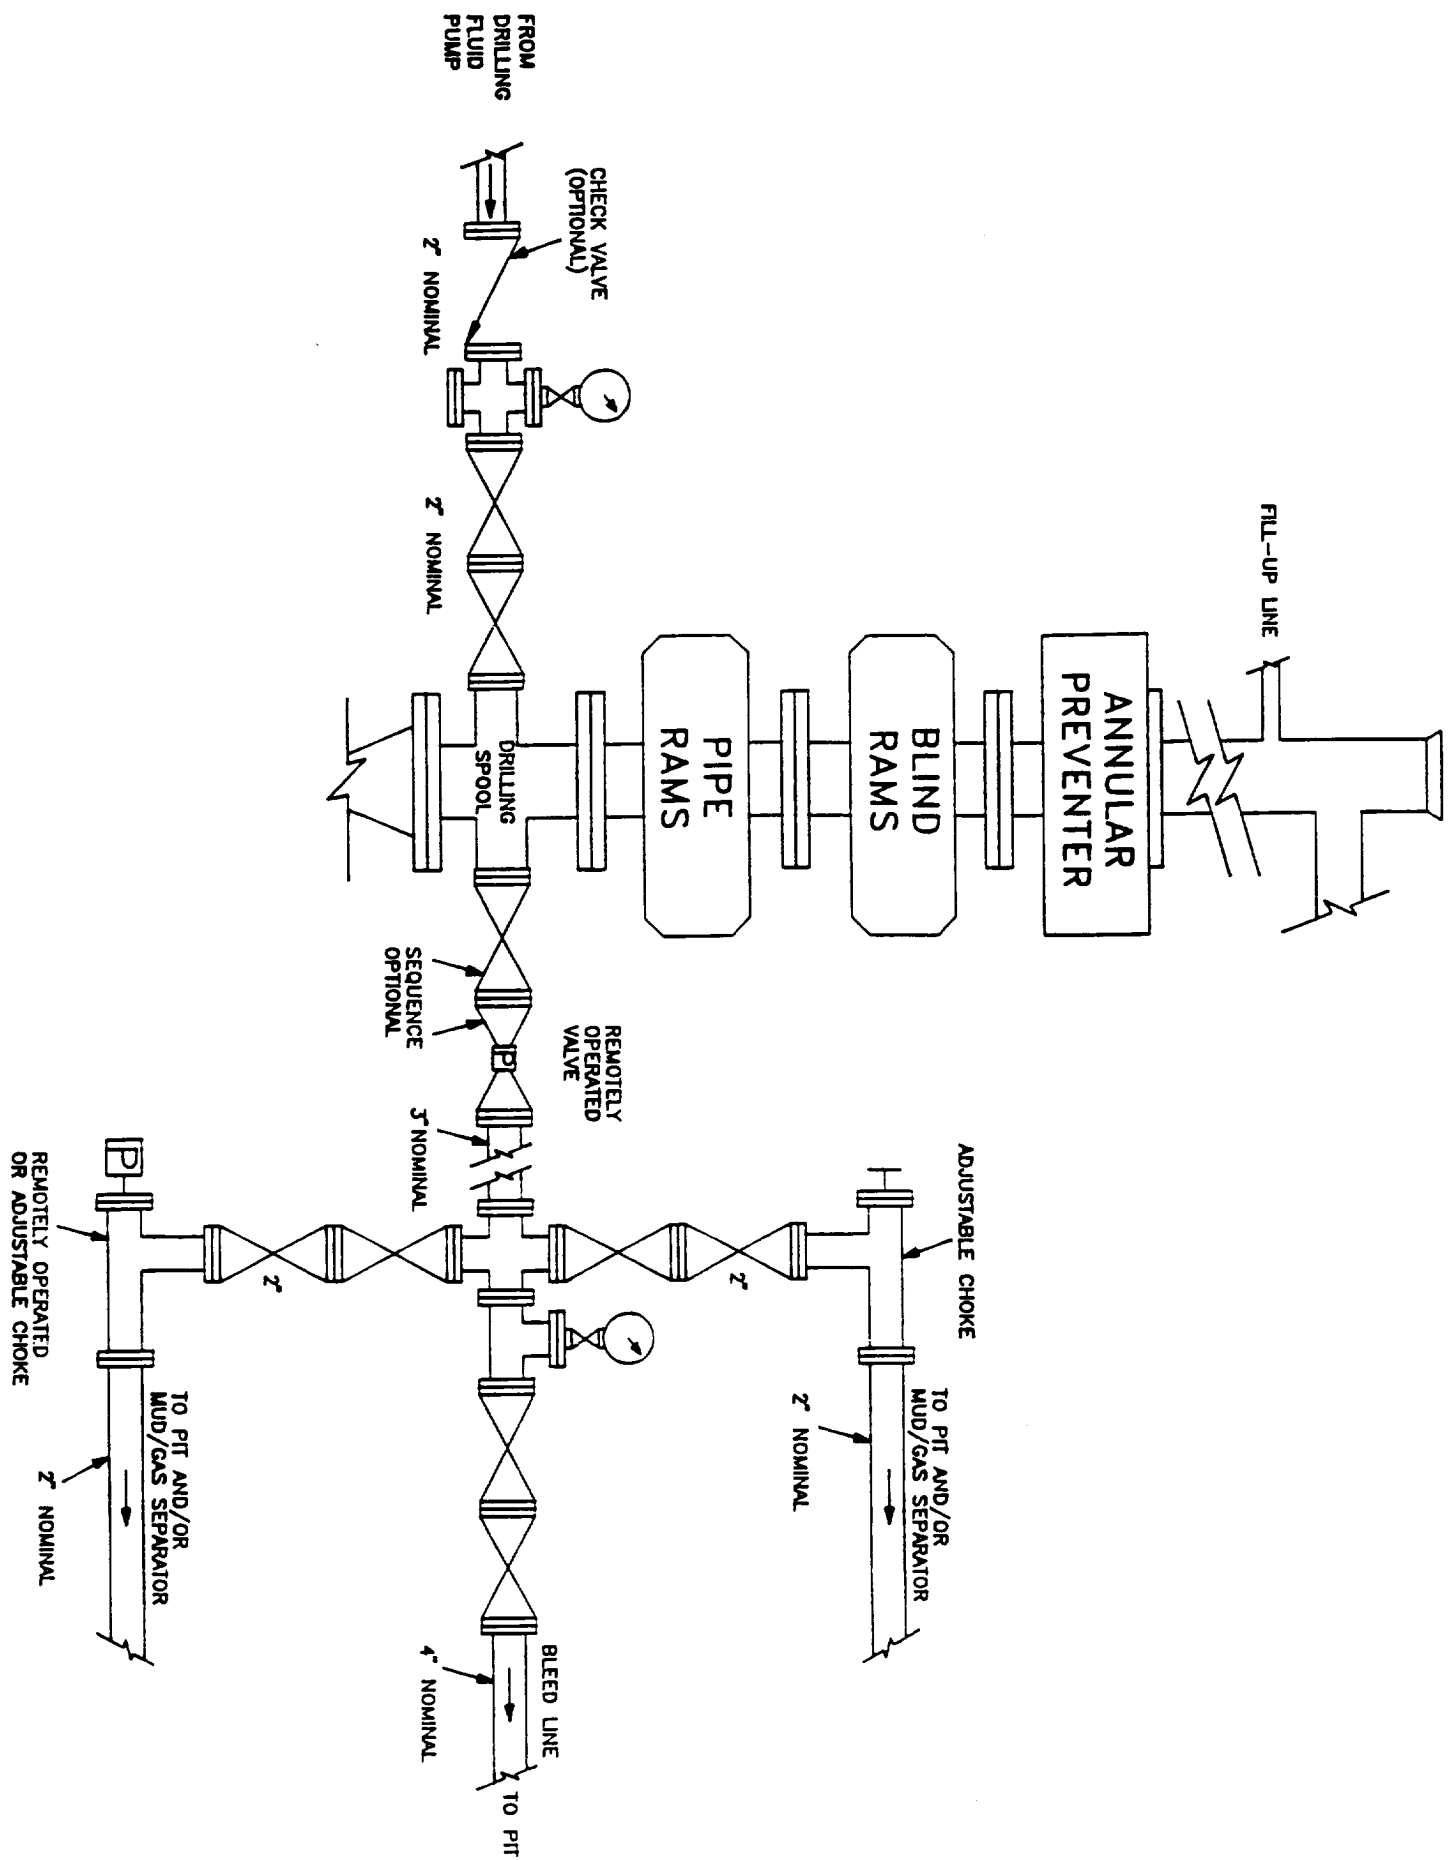 FILL-UP LINE
ANNULAR
PREVENTER
BLIND
RAMS
PIPE
RAMS
DRILLING
SPOOL
FROM
DRILLING
FLUID
PUMP
CHECK VALVE
(OPTIONAL)
2" NOMINAL
2" NOMINAL
SEQUENCE
OPTIONAL
REMOTELY
OPERATED
VALVE
P
3" NOMINAL
ADJUSTABLE CHOKE
2"
TO PIT AND/OR
MUD/GAS SEPARATOR
2" NOMINAL
BLEED LINE
TO PIT
4" NOMINAL
2"
P
REMOTELY OPERATED
OR ADJUSTABLE CHOKE
TO PIT AND/OR
MUD/GAS SEPARATOR
2" NOMINAL